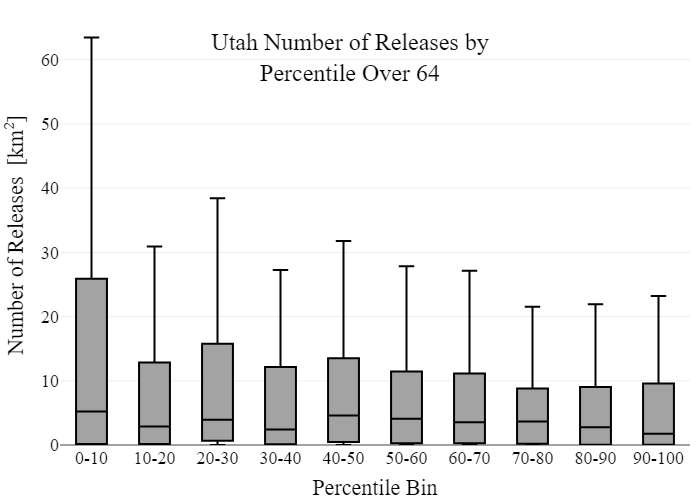 Utah Number of Releases by
Percentile Over 64
Number of Releases [km²]
60
50
40
30
20
10
0
0-10 10-20 20-30 30-40 40-50 50-60 60-70 70-80 80-90 90-100
Percentile Bin